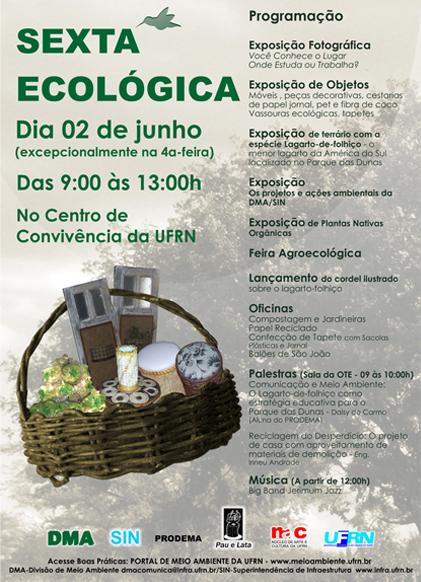 SEXTA
ECOLÓGICA
Dia 02 de junho
(excepcionalmente na 4a-feira)
Das 9:00 às 13:00h
No Centro de
Convivência da UFRN
Programação
Exposição Fotográfica
Você Conhece o Lugar
Onde Estuda ou Trabalha?
Exposição de Objetos
Móveis , peças decorativas, cestarias
de papel jornal, pet e fibra de côco
Vassouras ecológicas, tapetes
Exposição de terrário com a
espécie Lagarto-de-folhiço - o
menor lagarto da América do Sul
localizado no Parque das Dunas
Exposição
Os projetos e ações ambientais da
DMA/SIN
Exposição de Plantas Nativas
Orgânicas
Feira Agroecológica
Lançamento do cordel ilustrado
sobre o lagarto-folhiço
Oficinas
Compostagem e Jardineiras
Papel Reciclado
Confecção de Tapete com Sacolas
Plásticas e Jornal
Balões de São João
Palestras (Sala da OTE - 09 às 10:00h)
Comunicação e Meio Ambiente:
O Lagarto-de-folhiço como
estratégia educativa para o
Parque das Dunas - Daisy do Carmo
(Aluna do PRODEMA)
Reciclagem do Desperdício: O projeto
de casa com aproveitamento de
materiais de demolição - Eng.
Irineu Andrade
Música (A partir de 12:00h)
Big Band Jerimum Jazz
DMA
SIN
PRODEMA
Pau e Lata
nac
NÚCLEO DE ARTE E
CULTURA DA UFRN
UFRN
Acesse Boas Práticas: PORTAL DE MEIO AMBIENTE DA UFRN - www.meioambiente.ufrn.br
DMA-Divisão de Meio Ambiente dmacomunica@infra.ufrn.br/SIN-Superintendência de Infraestrutura www.infra.ufrn.br